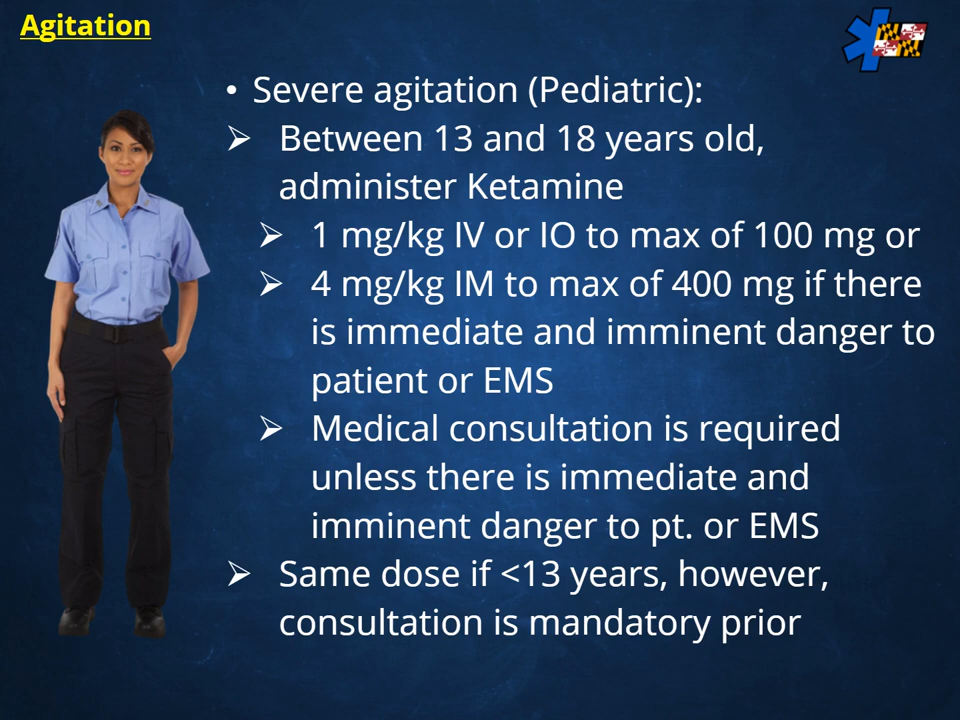 Agitation
• Severe agitation (Pediatric):
➢ Between 13 and 18 years old,
administer Ketamine
➢ 1 mg/kg IV or IO to max of 100 mg or
➢ 4 mg/kg IM to max of 400 mg if there
is immediate and imminent danger to
patient or EMS
➢ Medical consultation is required
unless there is immediate and
imminent danger to pt. or EMS
➢ Same dose if <13 years, however,
consultation is mandatory prior